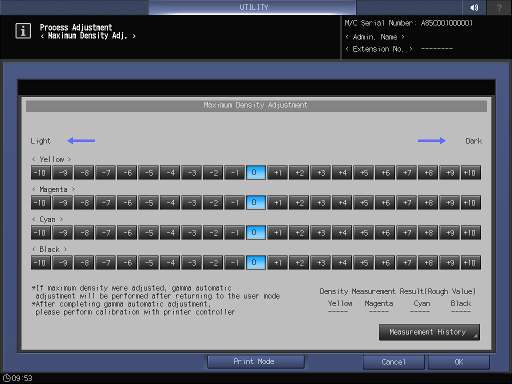 UTILITY
Process Adjustment
< Maximum Density Adj. >
M/C Serial Number: A85C001000001
< Admin. Name >
< Extension No. > --------
Maximum Density Adjustment
Light Dark
< Yellow >
-10 -9 -8 -7 -6 -5 -4 -3 -2 -1 0 +1 +2 +3 +4 +5 +6 +7 +8 +9 +10
< Magenta >
-10 -9 -8 -7 -6 -5 -4 -3 -2 -1 0 +1 +2 +3 +4 +5 +6 +7 +8 +9 +10
< Cyan >
-10 -9 -8 -7 -6 -5 -4 -3 -2 -1 0 +1 +2 +3 +4 +5 +6 +7 +8 +9 +10
< Black >
-10 -9 -8 -7 -6 -5 -4 -3 -2 -1 0 +1 +2 +3 +4 +5 +6 +7 +8 +9 +10
*If maximum density were adjusted, gamma automatic
adjustment will be performed after returning to the user mode
*After completing gamma automatic adjustment,
please perform calibration with printer controller
Density Measurement Result(Rough Value)
Yellow Magenta Cyan Black
----- ----- ----- -----
Measurement History
Print Mode Cancel OK
09:53